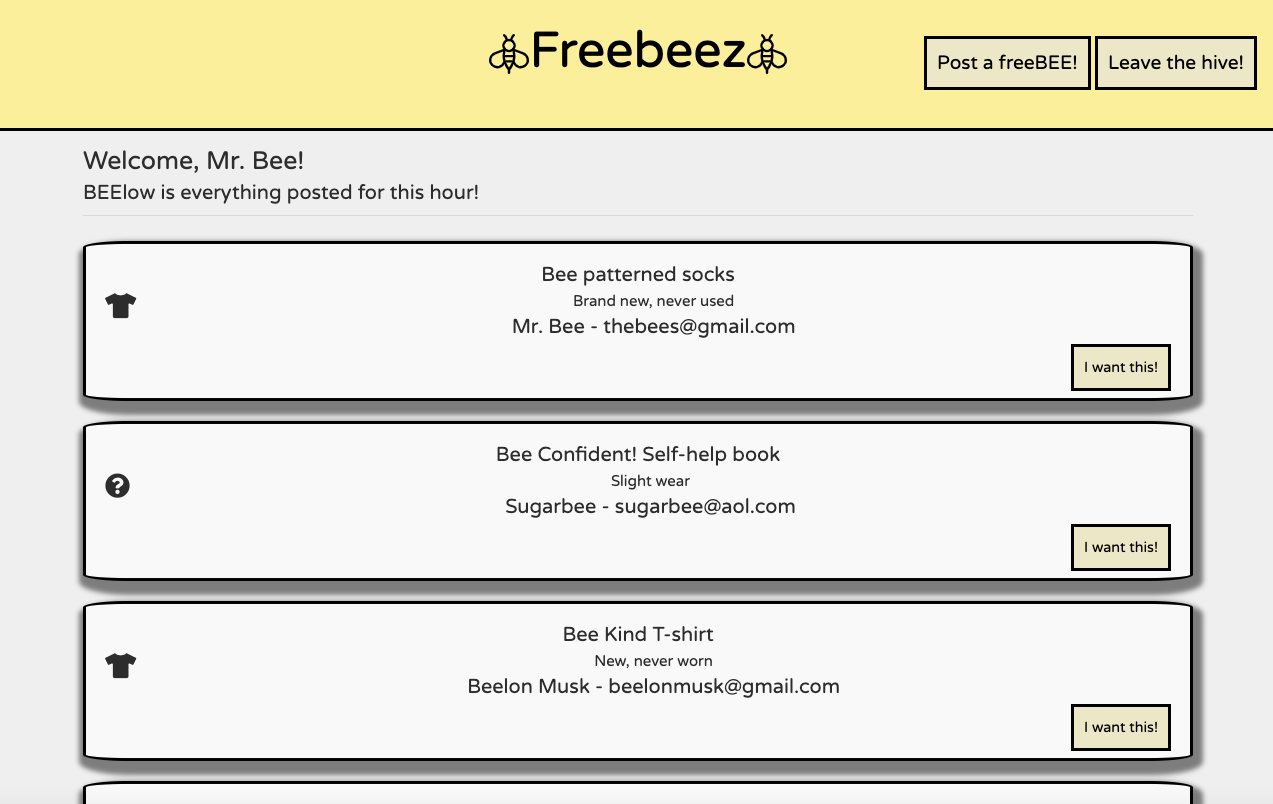 Freebeez
Post a freeBEE!
Leave the hive!
Welcome, Mr. Bee!
BEElow is everything posted for this hour!
Bee patterned socks
Brand new, never used
Mr. Bee - thebees@gmail.com
I want this!
Bee Confident! Self-help book
Slight wear
Sugarbee - sugarbee@aol.com
I want this!
Bee Kind T-shirt
New, never worn
Beelon Musk - beelonmusk@gmail.com
I want this!